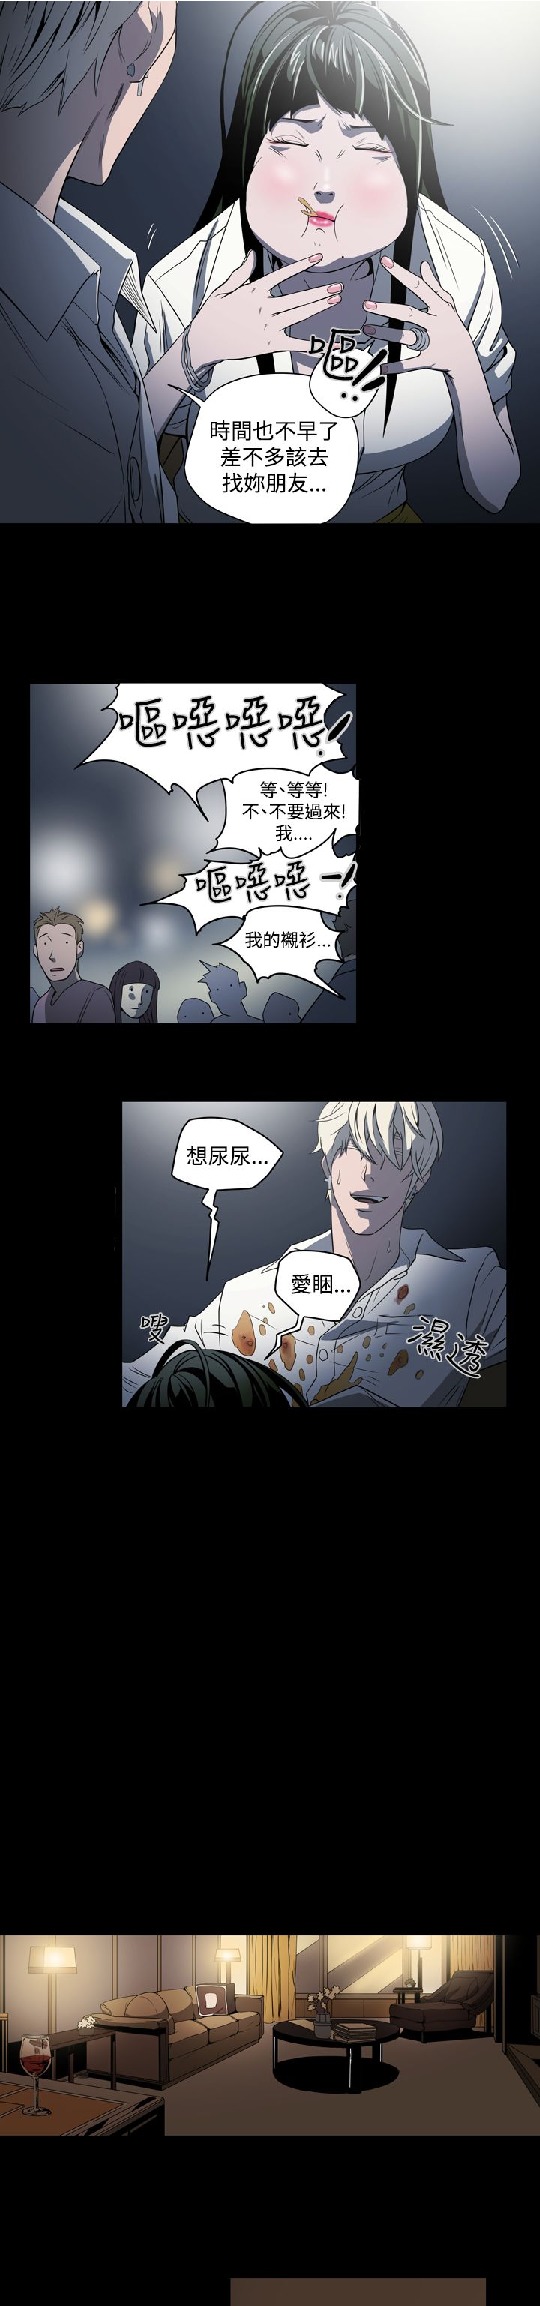 嘔!!
時間也不早了
差不多該去
找妳朋友...
嘔噁噁噁!
等、等等!
不、不要過來!
我....
嘔噁噁一!
我的襯衫...
想尿尿...
愛睏...
嗖
濕透